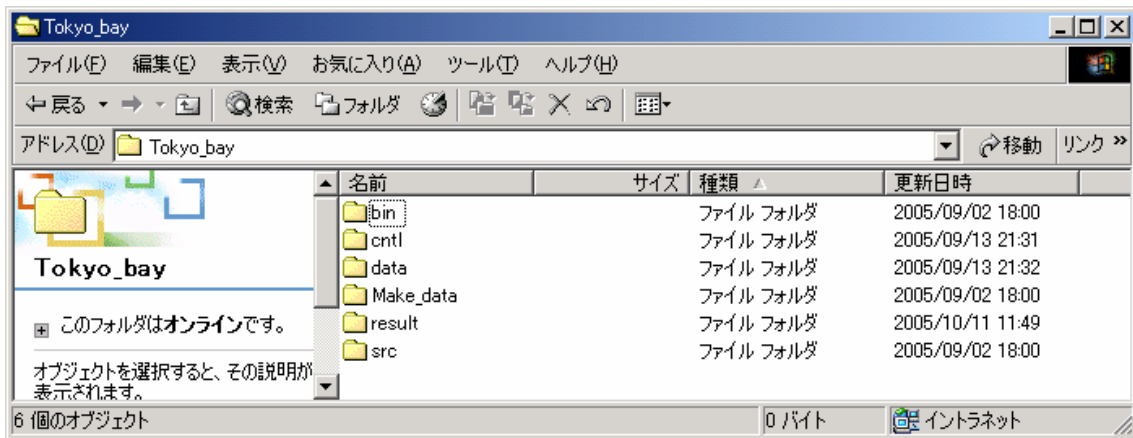 Tokyo_bay
ファイル(F) 編集(E) 表示(V) お気に入り(A) ツール(T) ヘルプ(H)
戻る 検索 フォルダ
アドレス(D) Tokyo_bay 移動 リンク »
名前 サイズ 種類 更新日時
bin ファイル フォルダ 2005/09/02 18:00
cntl ファイル フォルダ 2005/09/13 21:31
data ファイル フォルダ 2005/09/13 21:32
Make_data ファイル フォルダ 2005/09/02 18:00
result ファイル フォルダ 2005/10/11 11:49
src ファイル フォルダ 2005/09/02 18:00
Tokyo_bay
このフォルダはオンラインです。
オブジェクトを選択すると、その説明が
表示されます。
6 個のオブジェクト 0 バイト イントラネット